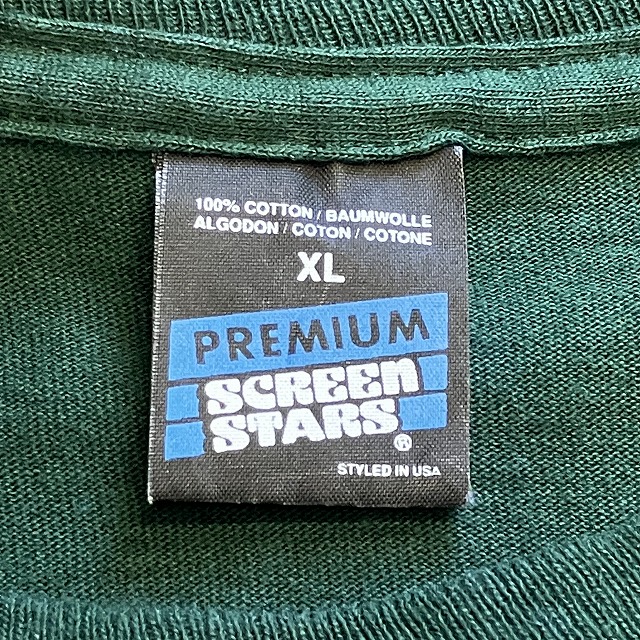 100% COTTON / BAUMWOLLE
ALGODON / COTON / COTONE
XL
PREMIUM
SCREEN
STARS
®
STYLED IN USA